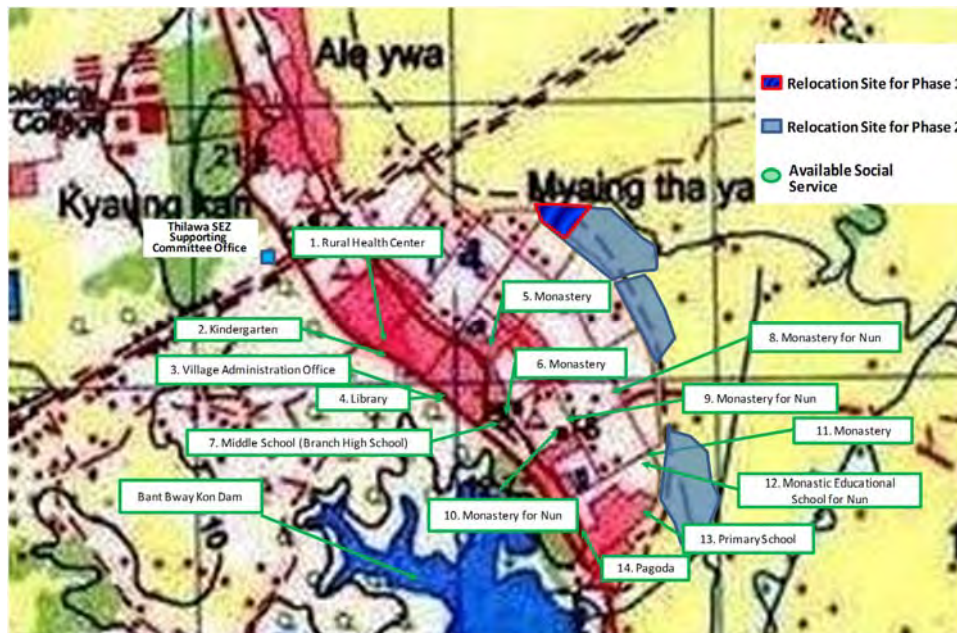 Ale ywa
ological
College
21
Kyaung kan
Myaing tha ya
Relocation Site for Phase 1
Relocation Site for Phase 2
Available Social
Service
Thilawa SEZ
Supporting
Committee Office
1. Rural Health Center
5. Monastery
2. Kindergarten
6. Monastery
8. Monastery for Nun
3. Village Administration Office
4. Library
9. Monastery for Nun
7. Middle School (Branch High School)
11. Monastery
Bant Bway Kon Dam
10. Monastery for Nun
12. Monastic Educational
School for Nun
13. Primary School
14. Pagoda
10